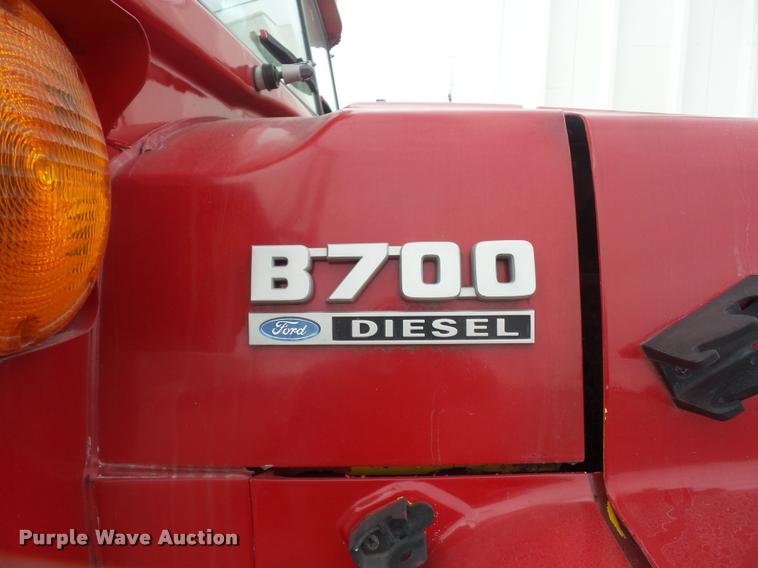 B700
Ford DIESEL
Purple Wave Auction